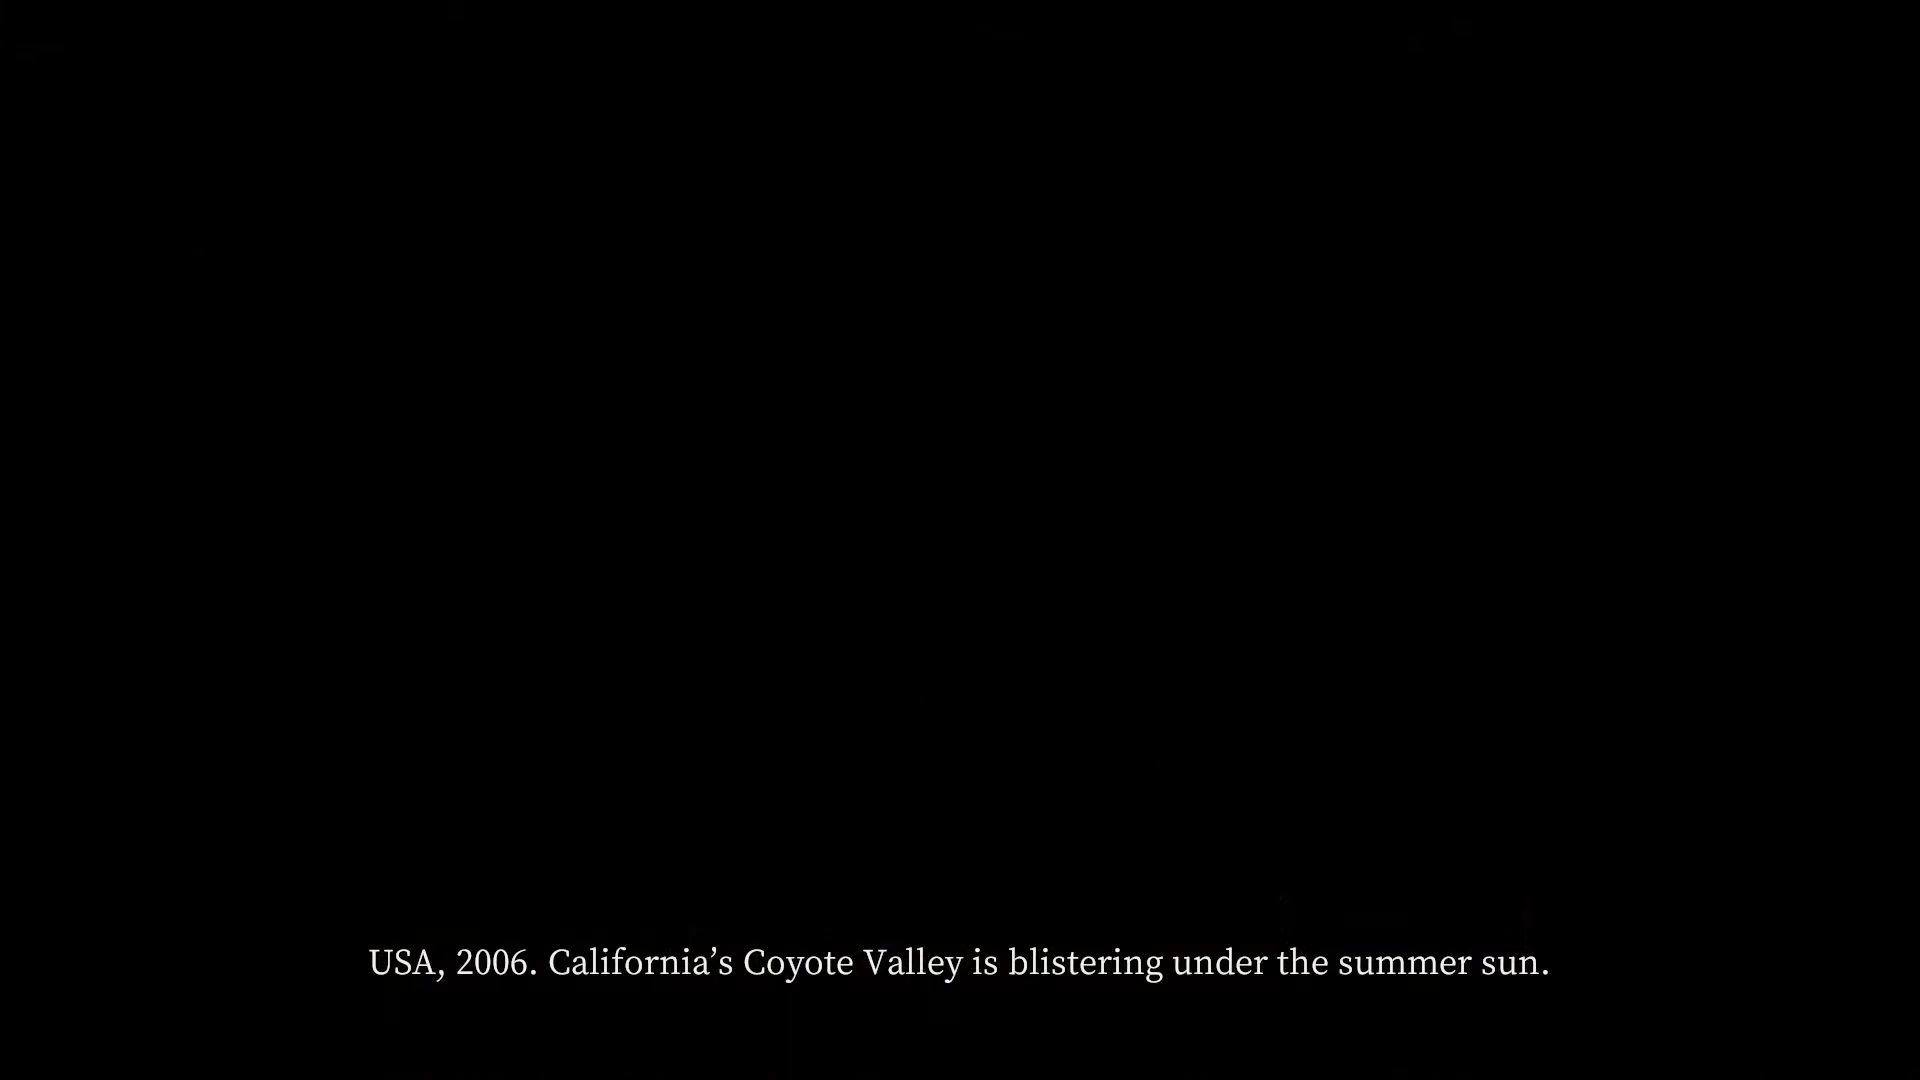 USA, 2006. California’s Coyote Valley is blistering under the summer sun.